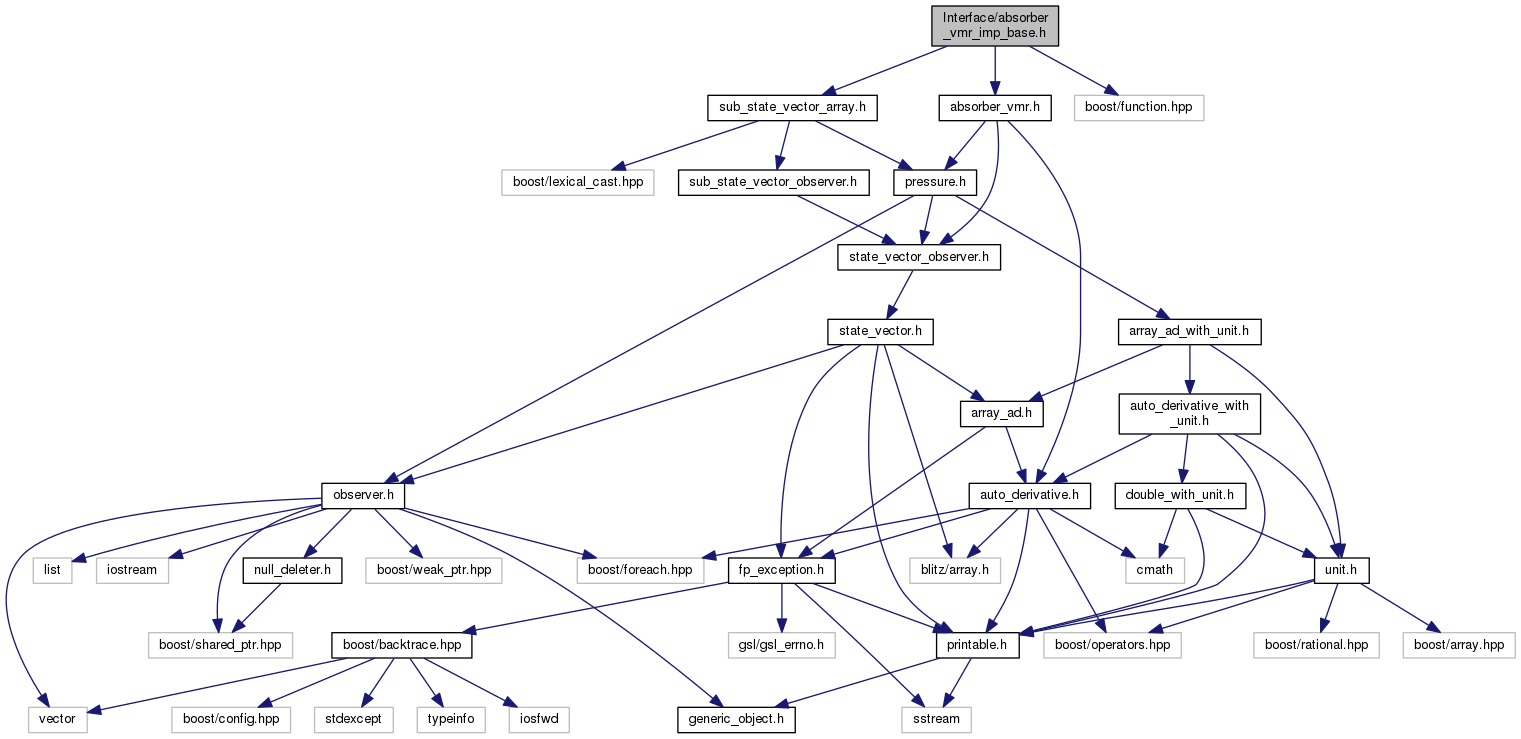 Interface/absorber
_vmr_imp_base.h
sub_state_vector_array.h
absorber_vmr.h
boost/function.hpp
boost/lexical_cast.hpp
sub_state_vector_observer.h
pressure.h
state_vector_observer.h
state_vector.h
array_ad_with_unit.h
array_ad.h
auto_derivative_with
_unit.h
observer.h
auto_derivative.h
double_with_unit.h
list
iostream
null_deleter.h
boost/weak_ptr.hpp
boost/foreach.hpp
fp_exception.h
blitz/array.h
cmath
unit.h
boost/shared_ptr.hpp
boost/backtrace.hpp
gsl/gsl_errno.h
printable.h
boost/operators.hpp
boost/rational.hpp
boost/array.hpp
vector
boost/config.hpp
stdexcept
typeinfo
iosfwd
generic_object.h
sstream